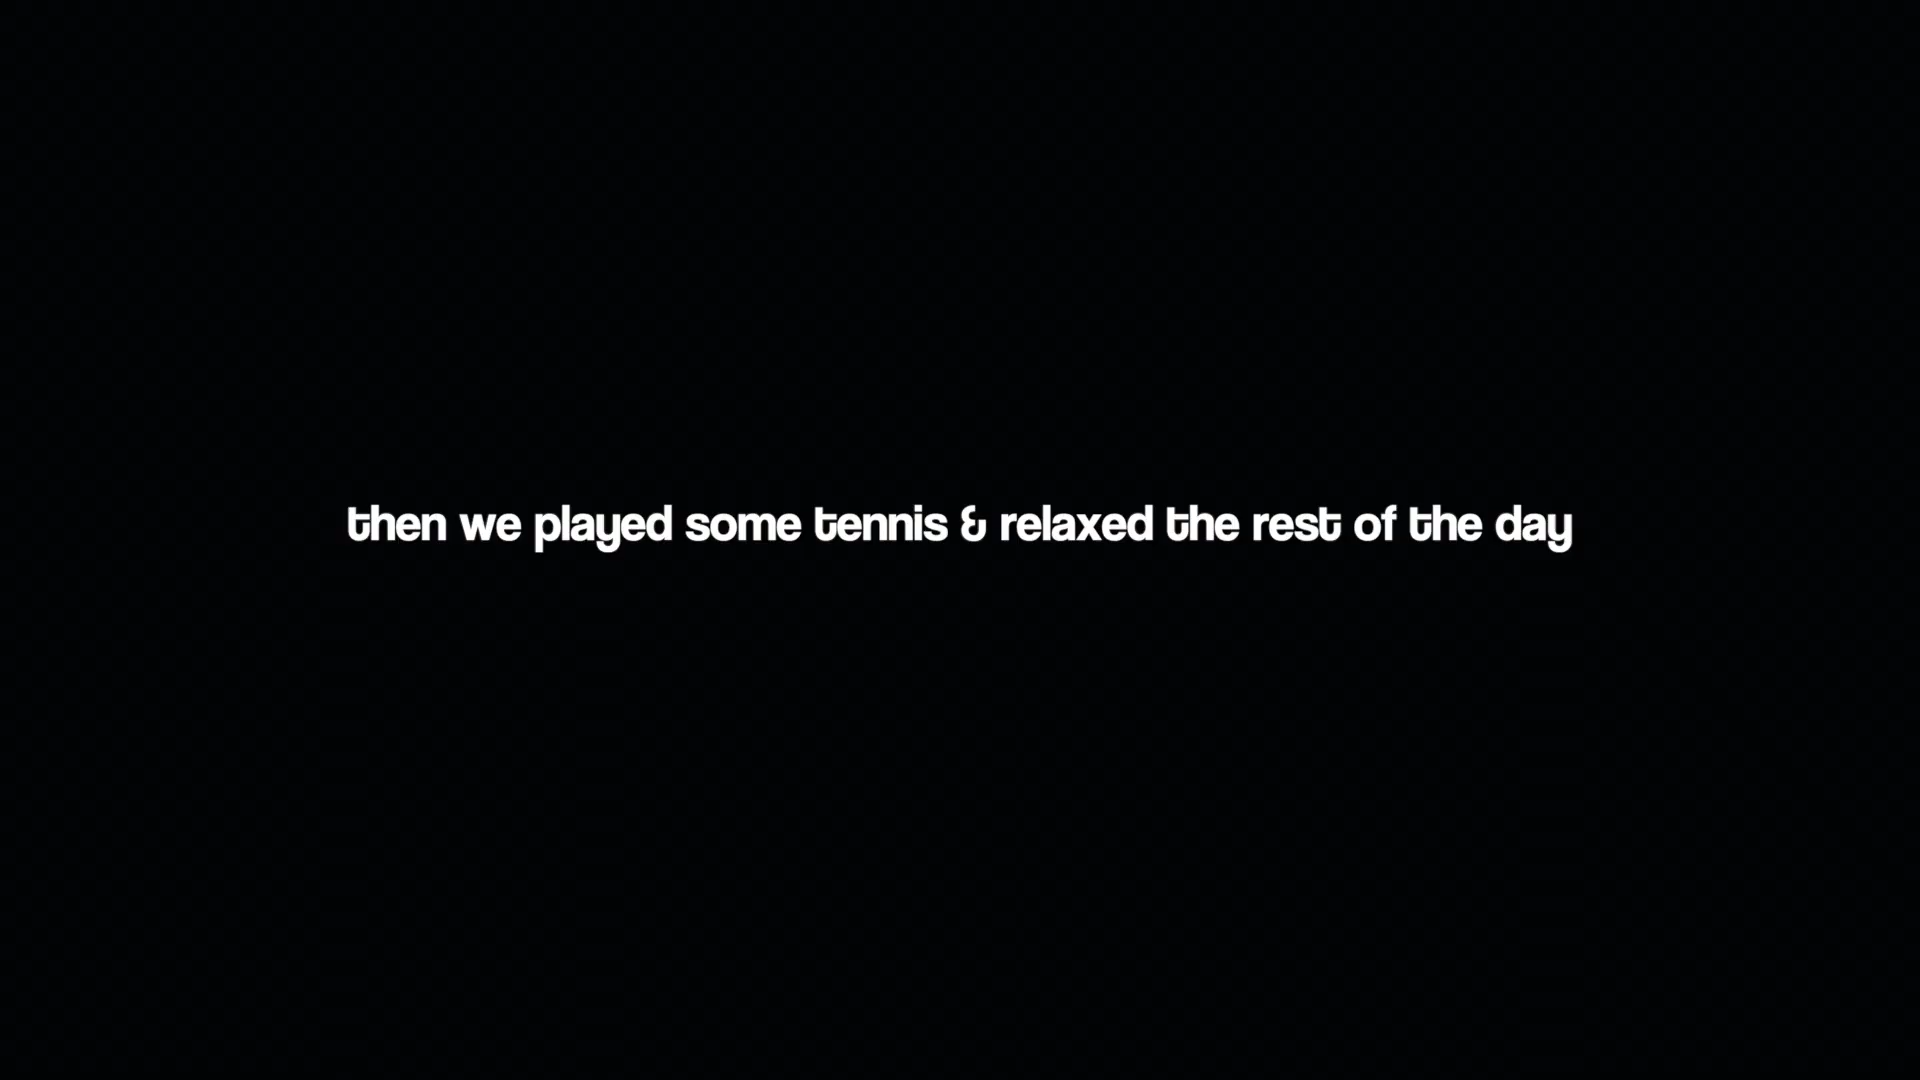 then we played some tennis & relaxed the rest of the day